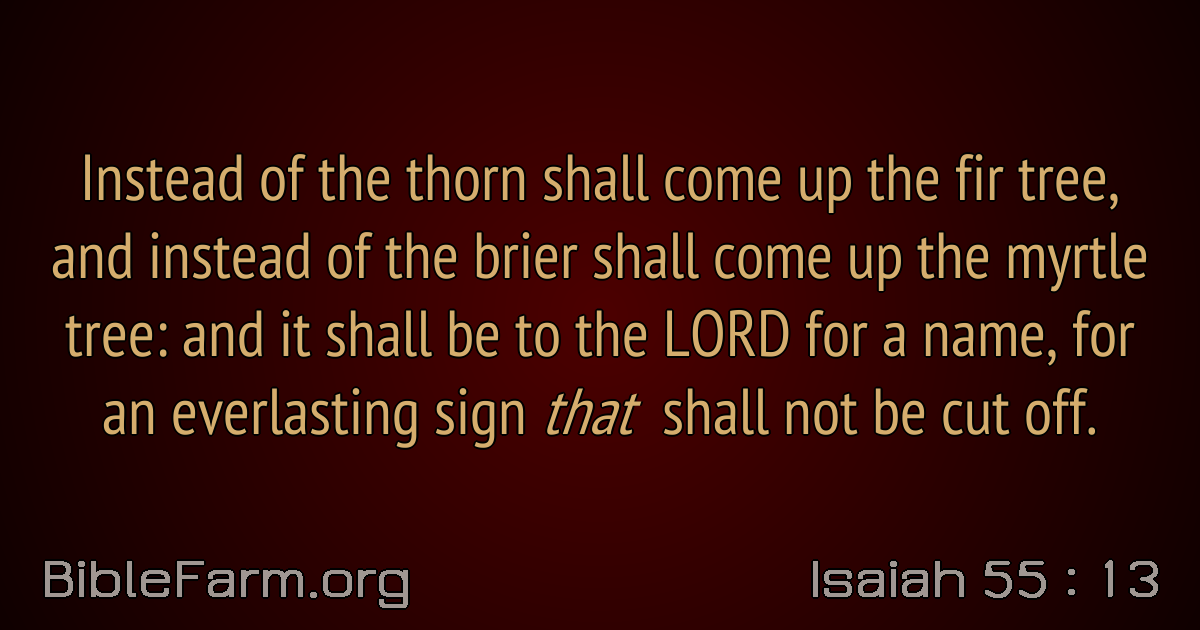 Instead of the thorn shall come up the fir tree,
and instead of the brier shall come up the myrtle
tree: and it shall be to the LORD for a name, for
an everlasting sign that shall not be cut off.
BibleFarm.org
Isaiah 55 : 13